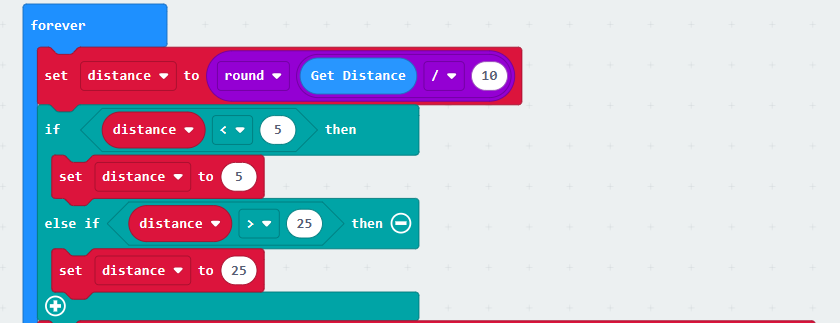 forever
set distance to round Get Distance / 10
if distance < 5 then
set distance to 5
else if distance > 25 then
set distance to 25